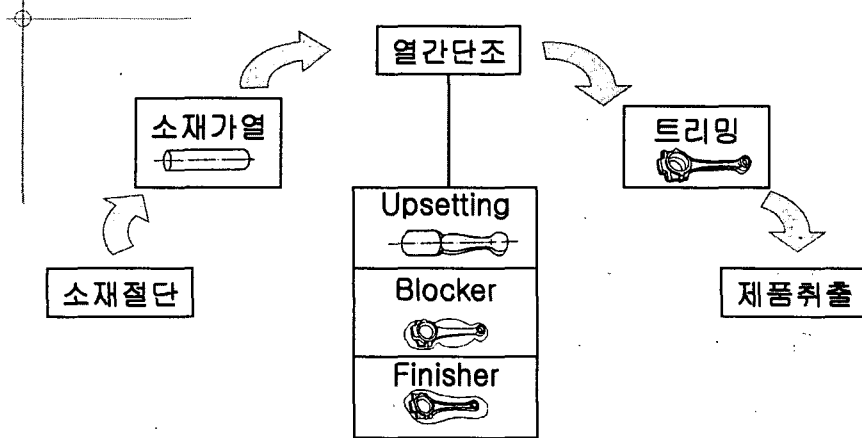 열간단조
소재가열
트리밍
Upsetting
소재절단
Blocker
제품취출
Finisher